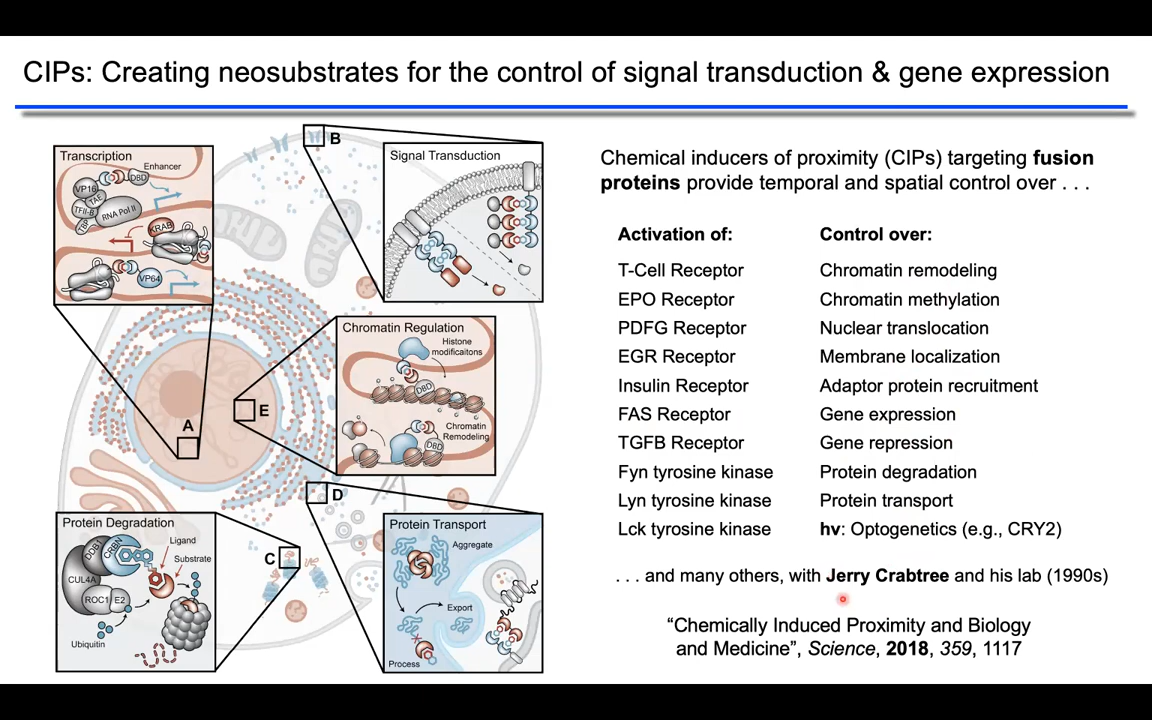 CIPs: Creating neosubstrates for the control of signal transduction & gene expression
Transcription
Enhancer
DBD
VP16
TAE
TFII-B
TBP
RNA Pol II
KRAB
VP64
B
Signal Transduction
Chromatin Regulation
Histone
modificaitons
DBD
Chromatin
Remodeling
DBD
A
E
D
C
Protein Degradation
Ligand
Substrate
DDB1
CRBN
CUL4A
ROC1
E2
Ubiquitin
Protein Transport
Aggregate
Export
Process
Chemical inducers of proximity (CIPs) targeting fusion
proteins provide temporal and spatial control over . . .
Activation of: Control over:
T-Cell Receptor Chromatin remodeling
EPO Receptor Chromatin methylation
PDFG Receptor Nuclear translocation
EGR Receptor Membrane localization
Insulin Receptor Adaptor protein recruitment
FAS Receptor Gene expression
TGFB Receptor Gene repression
Fyn tyrosine kinase Protein degradation
Lyn tyrosine kinase Protein transport
Lck tyrosine kinase hv: Optogenetics (e.g., CRY2)
. . . and many others, with Jerry Crabtree and his lab (1990s)
“Chemically Induced Proximity and Biology
and Medicine”, Science, 2018, 359, 1117